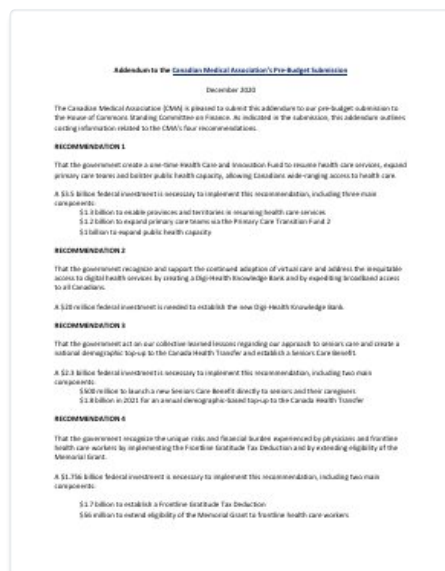 Addendum to the Canadian Medical Association's Pre-Budget Submission
December 2020
The Canadian Medical Association (CMA) is pleased to submit this addendum to our pre-budget submission to
the House of Commons Standing Committee on Finance. As indicated in the submission, this addendum outlines
costing information related to the CMA's four recommendations.
RECOMMENDATION 1
That the government create a one-time Health Care and Innovation Fund to resume health care services, expand
primary care teams and bolster public health capacity, allowing Canadians wide-ranging access to health care.
A $3.5 billion federal investment is necessary to implement this recommendation, including three main
components:
$1.3 billion to enable provinces and territories in resuming health care services
$1.2 billion to expand primary care teams via the Primary Care Transition Fund 2
$1 billion to expand public health capacity
RECOMMENDATION 2
That the government recognize and support the continued adoption of virtual care and address the inequitable
access to digital health services by creating a Digi-Health Knowledge Bank and by expediting broadband access
to all Canadians.
A $20 million federal investment is needed to establish the new Digi-Health Knowledge Bank.
RECOMMENDATION 3
That the government act on our collective learned lessons regarding our approach to seniors care and create a
national demographic top-up to the Canada Health Transfer and establish a Seniors Care Benefit.
A $2.3 billion federal investment is necessary to implement this recommendation, including two main
components:
$500 million to launch a new Seniors Care Benefit directly to seniors and their caregivers
$1.8 billion in 2021 for an annual demographic-based top-up to the Canada Health Transfer
RECOMMENDATION 4
That the government recognize the unique risks and financial burden experienced by physicians and frontline
health care workers by implementing the Frontline Gratitude Tax Deduction and by extending eligibility of the
Memorial Grant.
A $1.756 billion federal investment is necessary to implement this recommendation, including two main
components:
$1.7 billion to establish a Frontline Gratitude Tax Deduction
$56 million to extend eligibility of the Memorial Grant to frontline health care workers